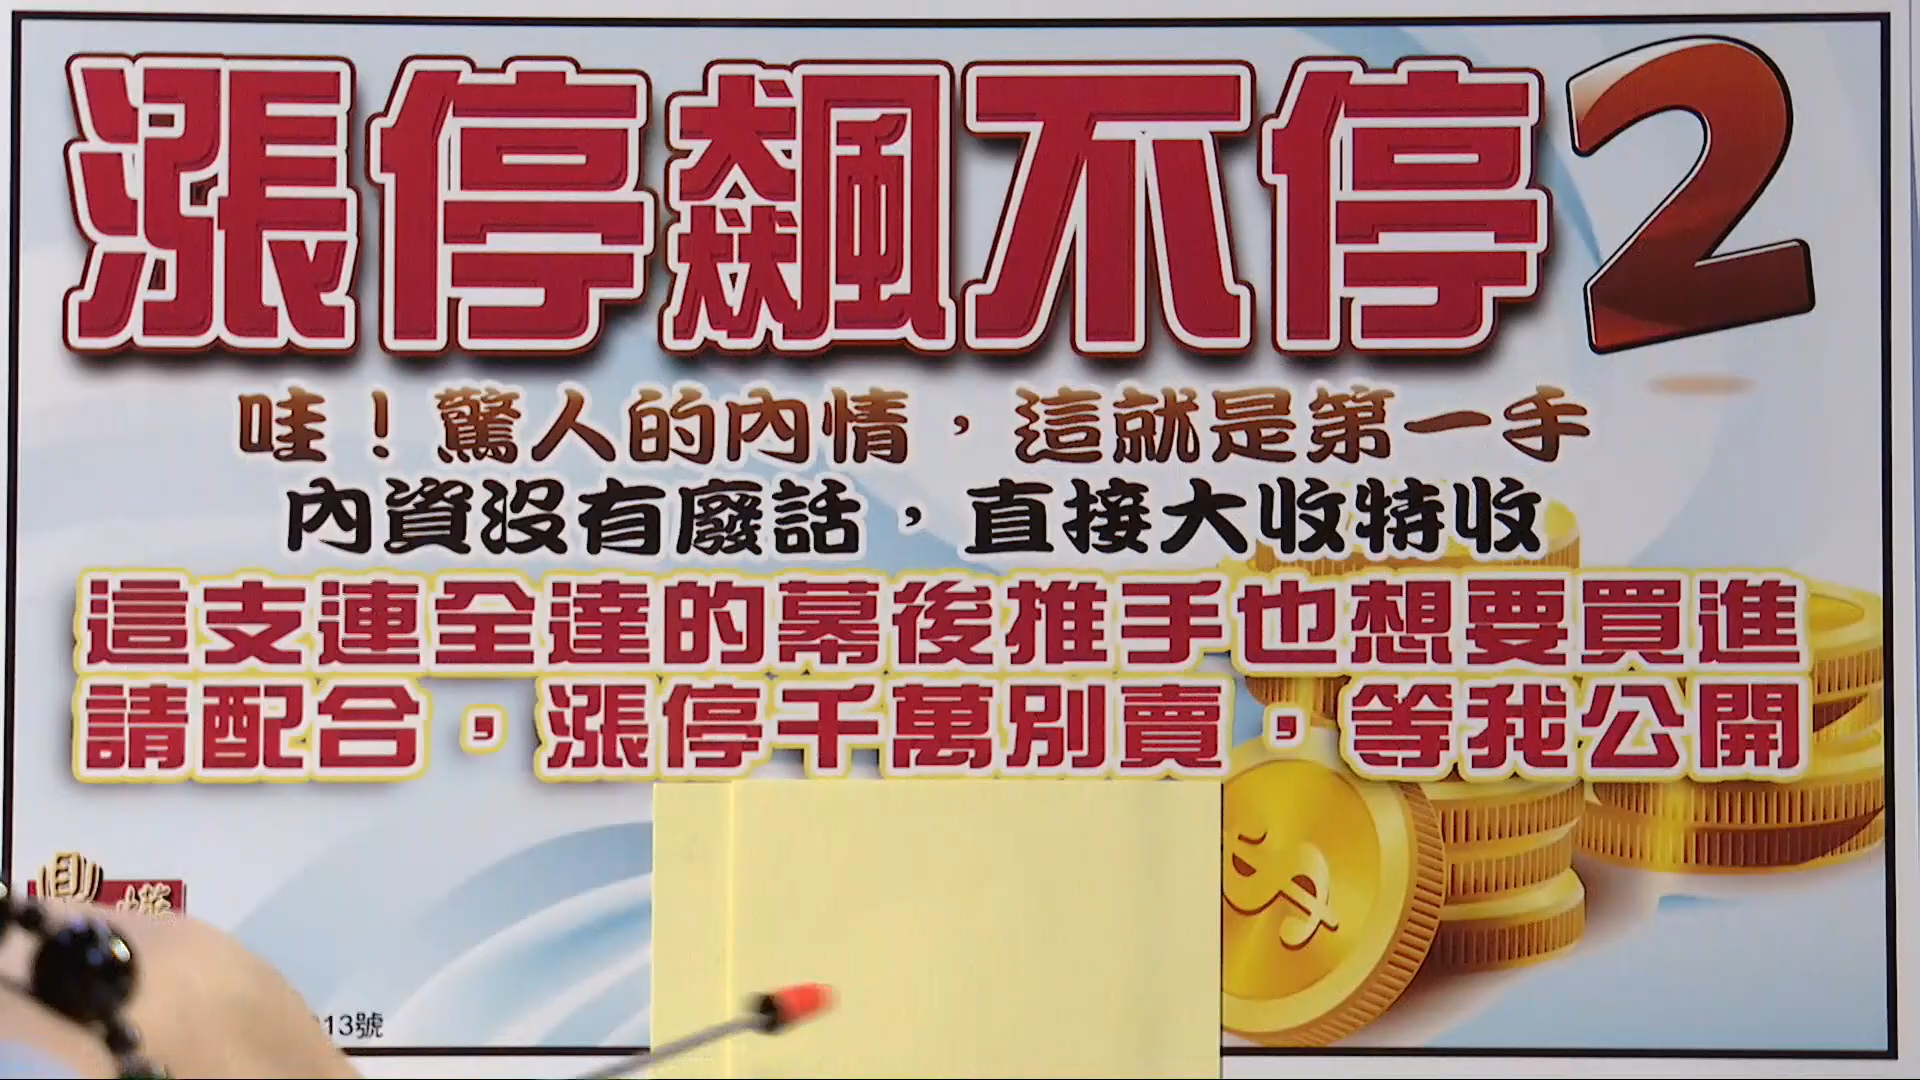 漲停飆不停2
哇！驚人的內情，這就是第一手
內資沒有廢話，直接大收特收
這支連全達的幕後推手也想要買進
請配合，漲停千萬別賣，等我公開
13號